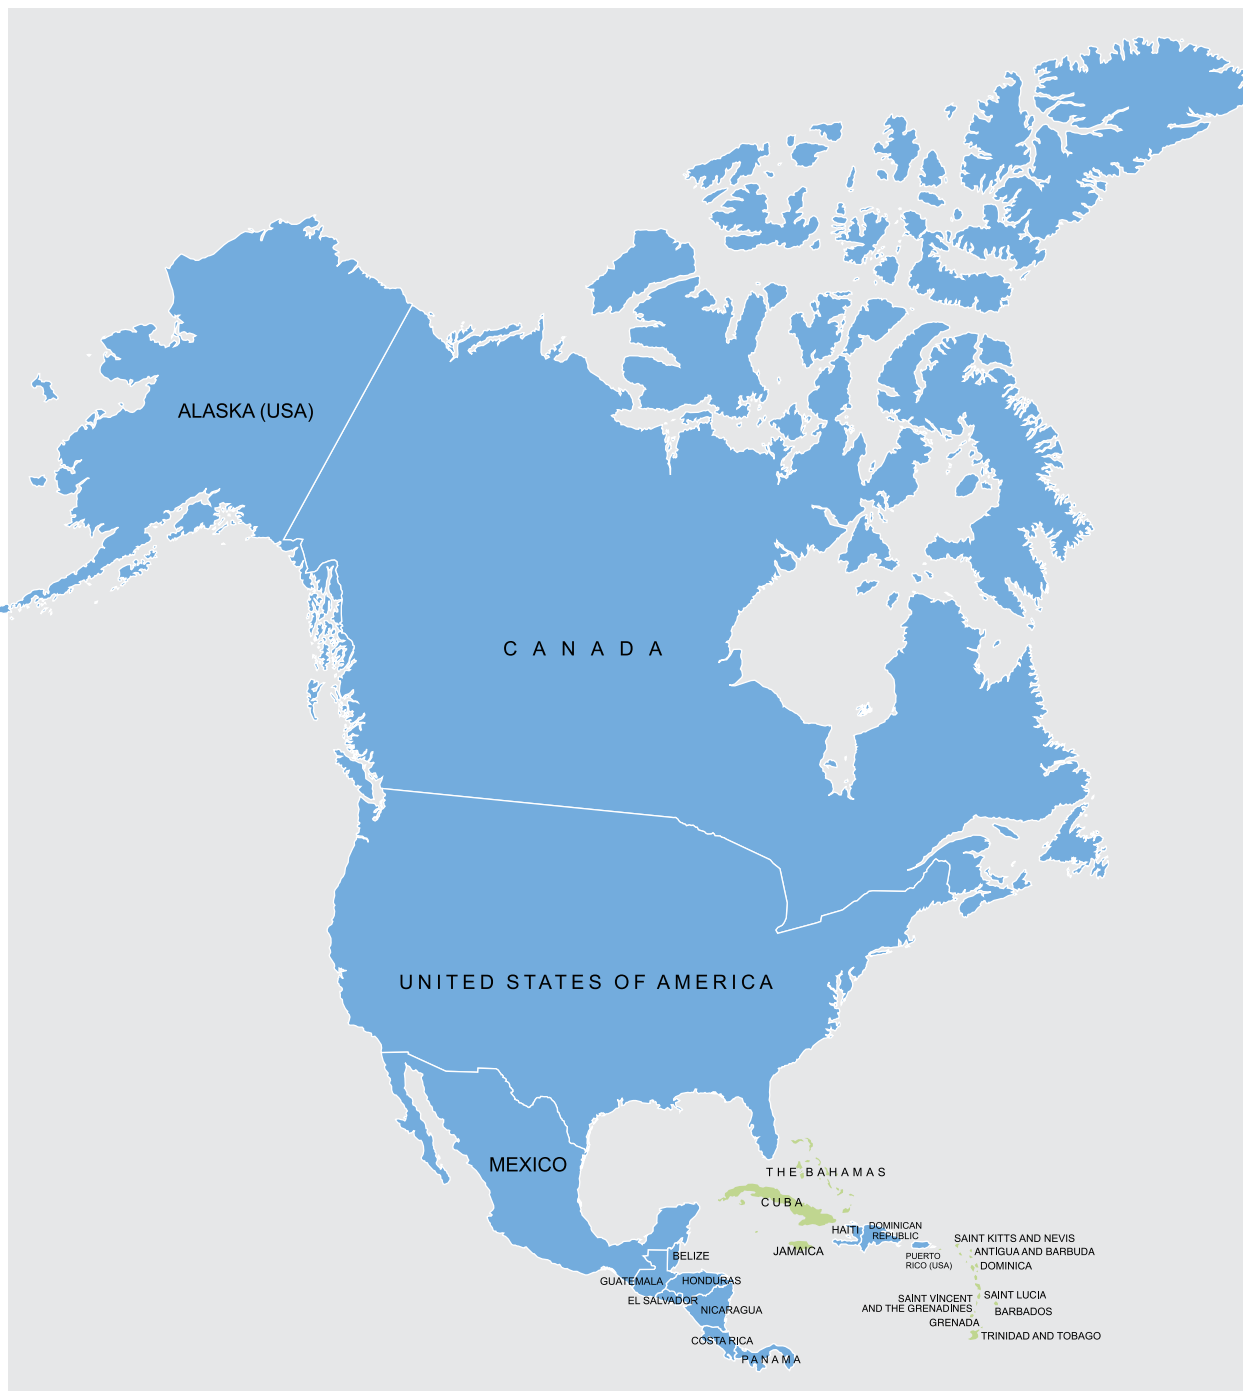 ALASKA (USA)
CANADA
UNITED STATES OF AMERICA
MEXICO
THE BAHAMAS
CUBA
HAITI
DOMINICAN
REPUBLIC
JAMAICA
PUERTO
RICO (USA)
SAINT KITTS AND NEVIS
ANTIGUA AND BARBUDA
DOMINICA
BELIZE
GUATEMALA
HONDURAS
SAINT LUCIA
EL SALVADOR
SAINT VINCENT
AND THE GRENADINES
NICARAGUA
BARBADOS
GRENADA
TRINIDAD AND TOBAGO
COSTA RICA
PANAMA